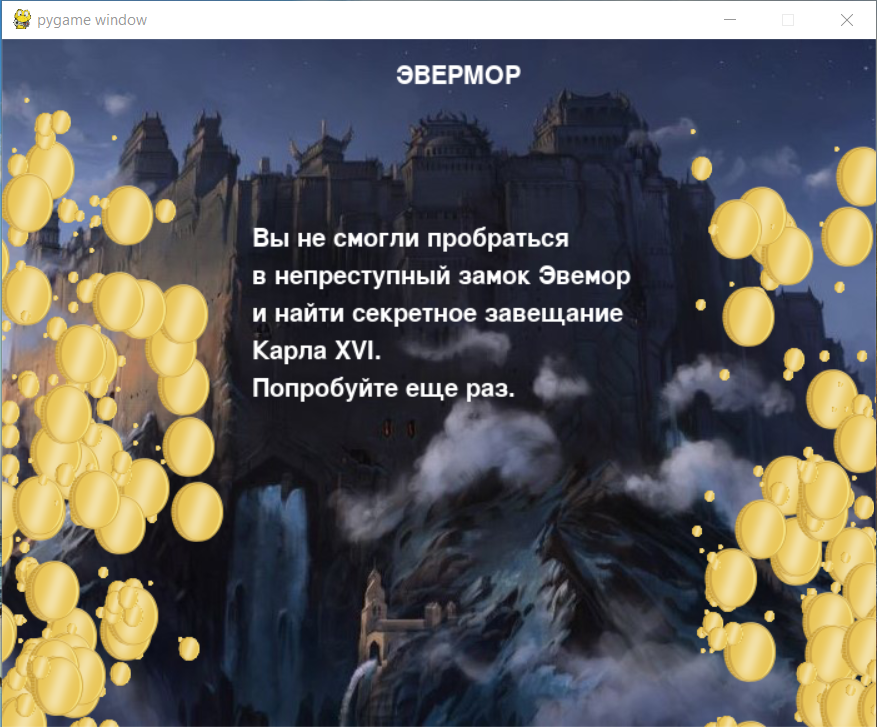 pygame window
ЭВЕРМОР
Вы не смогли пробраться
в непреступный замок Эвемор
и найти секретное завещание
Карла XVI.
Попробуйте еще раз.